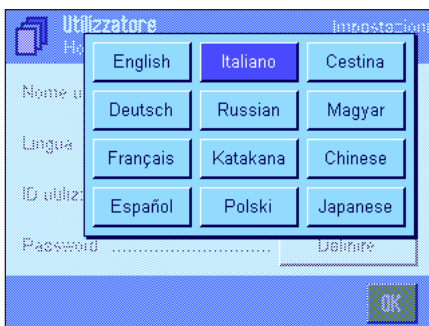 Utilizzatore
Impostazioni
Ho
English Italiano Cestina
Nome u
Deutsch Russian Magyar
Lingua
Français Katakana Chinese
ID utiliz
Español Polski Japanese
Password ........................... Definire
OK